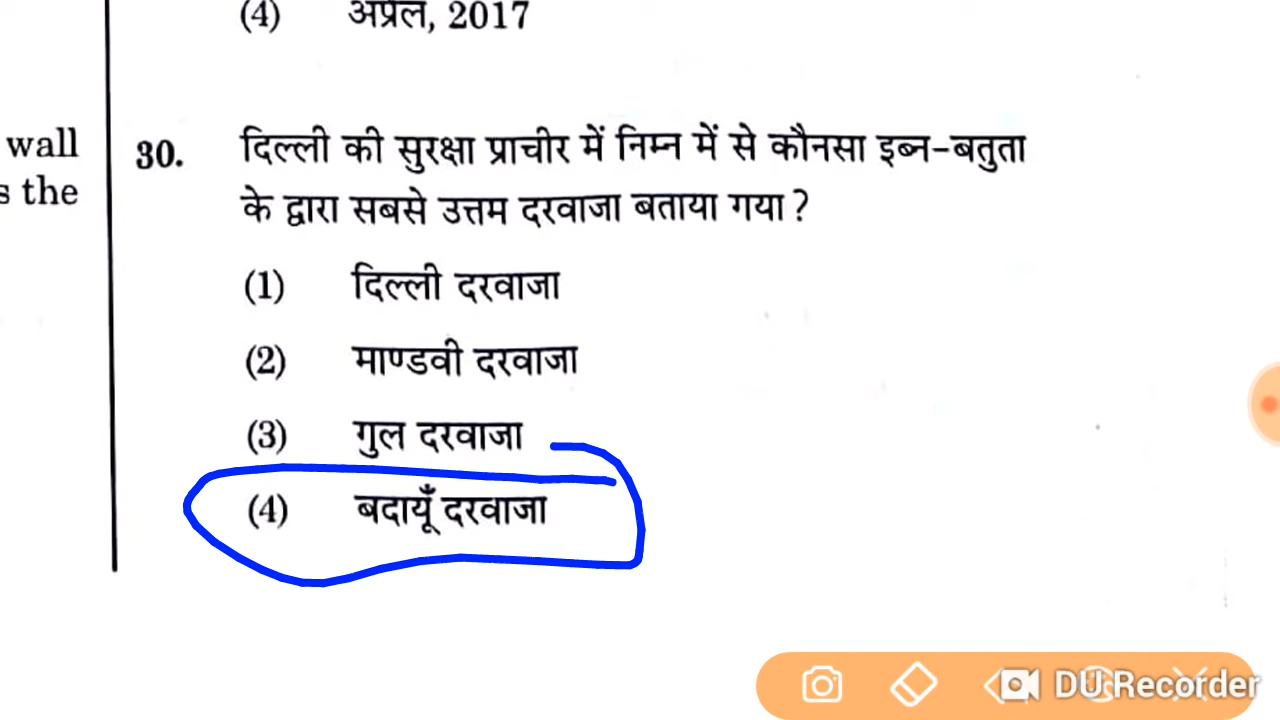 (4) अप्रैल, 2017
wall
s the
30. दिल्ली की सुरक्षा प्राचीर में निम्न में से कौनसा इब्न-बतुता
के द्वारा सबसे उत्तम दरवाजा बताया गया ?
(1) दिल्ली दरवाजा
(2) माण्डवी दरवाजा
(3) गुल दरवाजा
(4) बदायूँ दरवाजा
DU Recorder